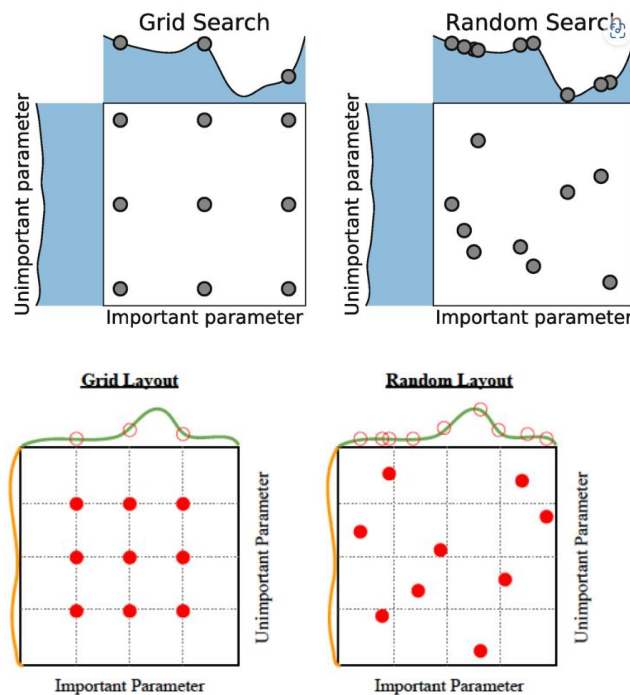 Grid Search
Random Search
Unimportant parameter
Important parameter
Unimportant parameter
Important parameter
Grid Layout
Random Layout
Unimportant Parameter
Important Parameter
Unimportant Parameter
Important Parameter